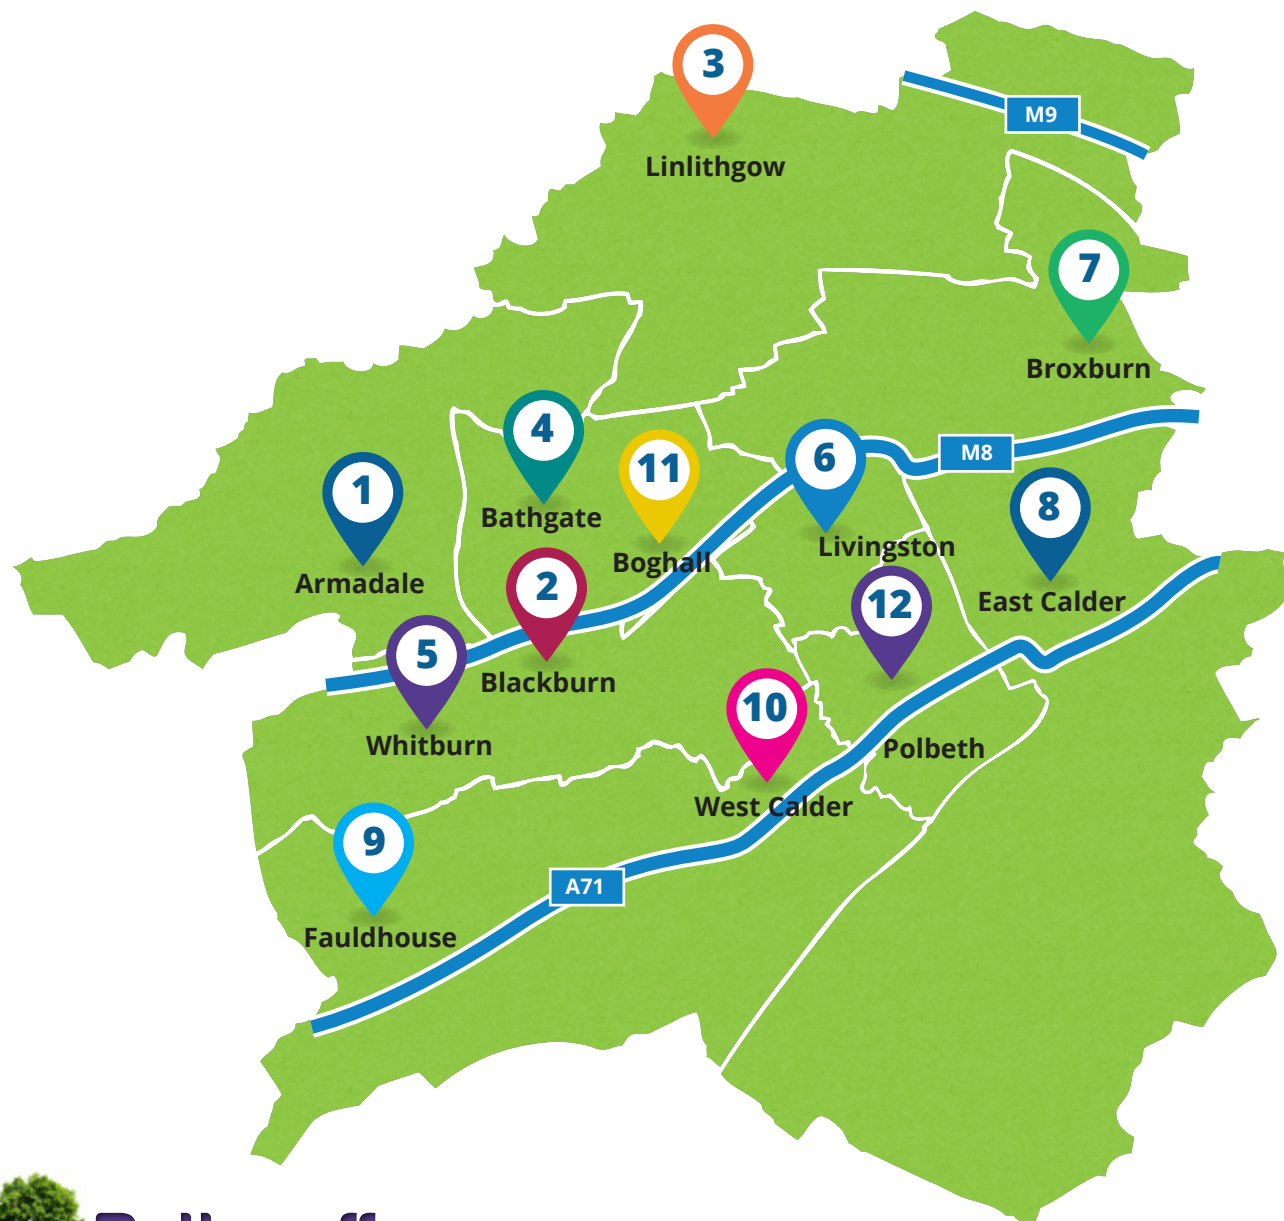 3
Linlithgow
M9
7
Broxburn
4
Bathgate
11
Boghall
6
Livingston
M8
1
Armadale
8
East Calder
2
Blackburn
12
Polbeth
5
Whitburn
10
West Calder
9
Fauldhouse
A71